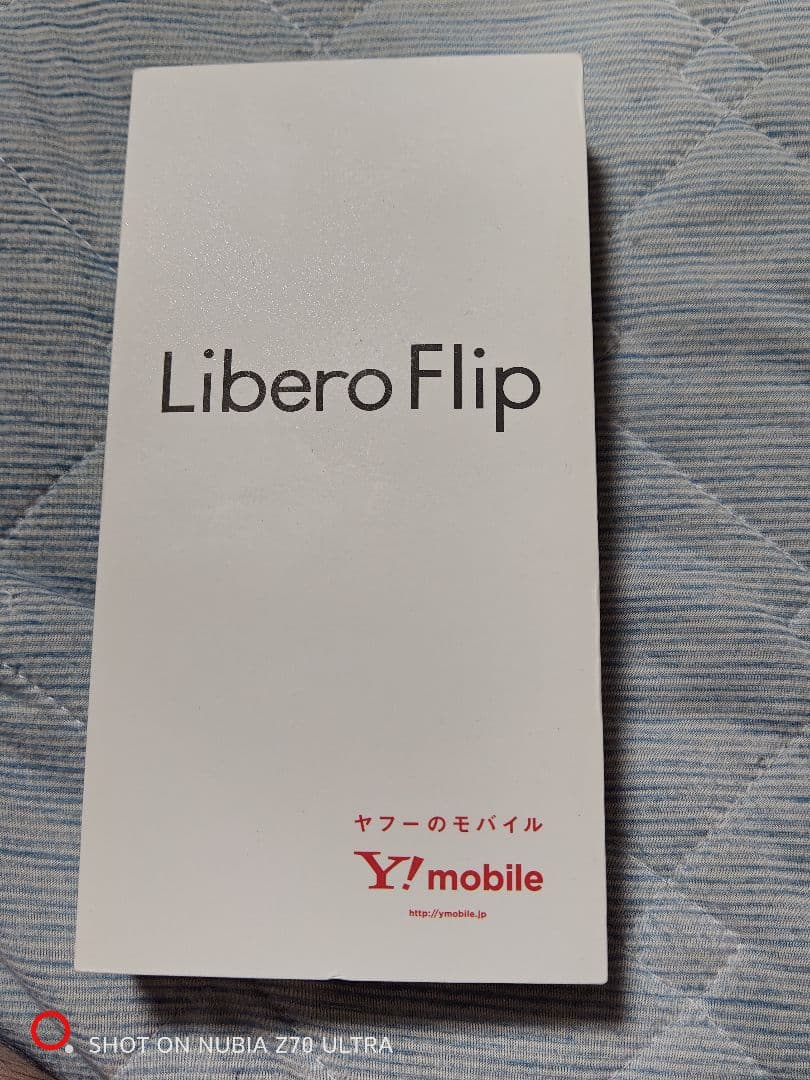 Libero Flip
ヤフーのモバイル
Y!mobile
http://ymobile.jp
SHOT ON NUBIA Z70 ULTRA